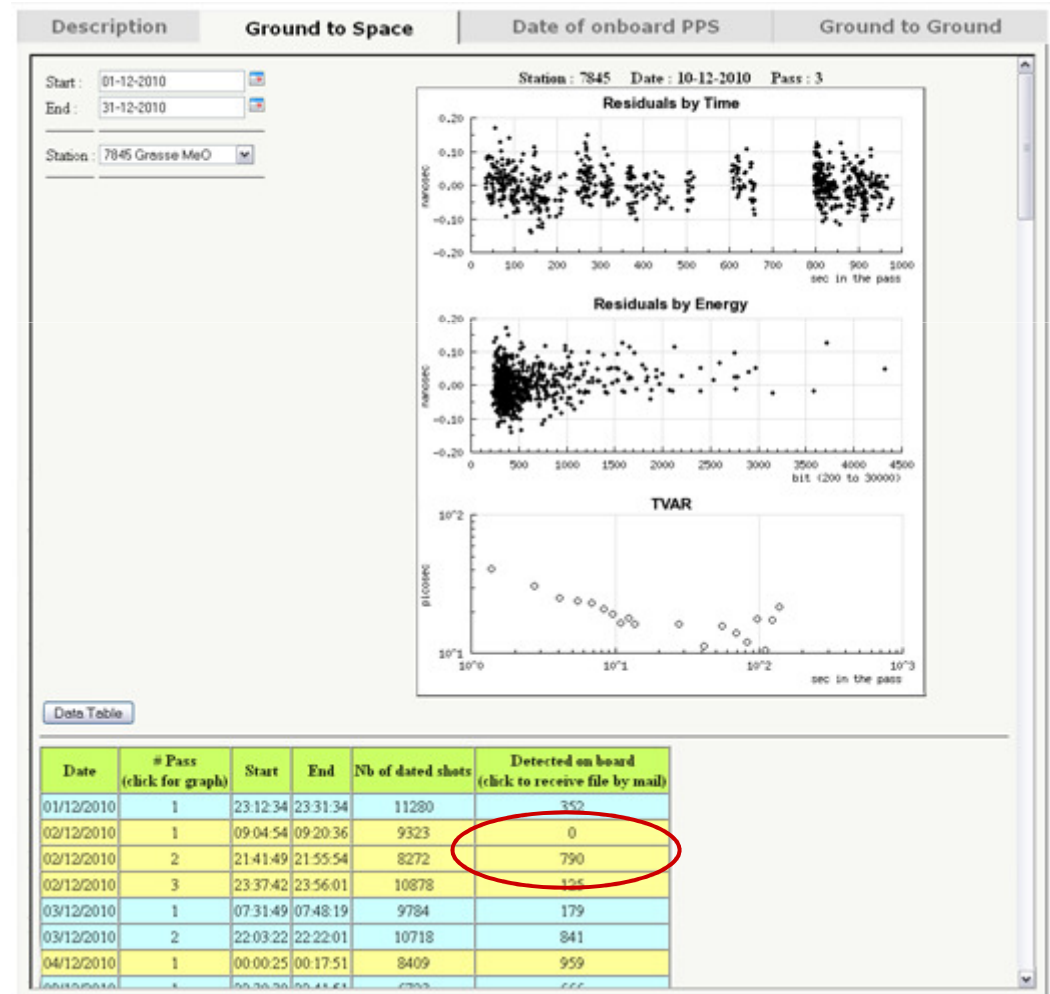 Description Ground to Space Date of onboard PPS Ground to Ground
Start : 01-12-2010
End : 31-12-2010
Station : 7845 Grasse MeO
Station : 7845 Date : 10-12-2010 Pass : 3
Residuals by Time
nanosec
0.20
0.10
0.00
-0.10
-0.20
0 100 200 300 400 500 600 700 800 900 1000
sec in the pass
Residuals by Energy
nanosec
0.20
0.10
0.00
-0.10
-0.20
0 500 1000 1500 2000 2500 3000 3500 4000 4500
bit (200 to 30000)
TVAR
picosec
10^2
10^1
10^0 10^1 10^2 10^3
sec in the pass
Data Table
Date # Pass (click for graph) Start End Nb of dated shots Detected on board (click to receive file by mail)
01/12/2010 1 23:12:34 23:31:34 11280 352
02/12/2010 1 09:04:54 09:20:36 9323 0
02/12/2010 2 21:41:49 21:55:54 8272 790
02/12/2010 3 23:37:42 23:56:01 10878 125
03/12/2010 1 07:31:49 07:48:19 9784 179
03/12/2010 2 22:03:22 22:22:01 10718 841
04/12/2010 1 00:00:25 00:17:51 8409 959